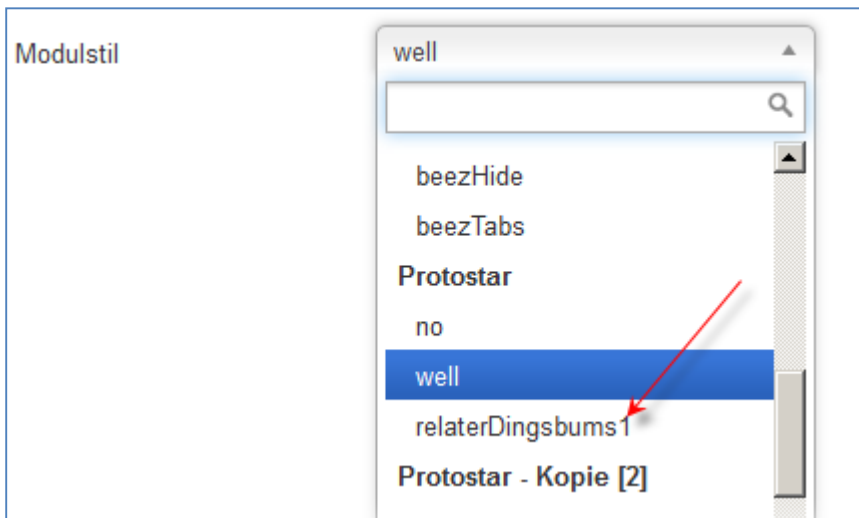 Modulstil
well
beezHide
beezTabs
Protostar
no
well
relaterDingsbums1
Protostar - Kopie [2]